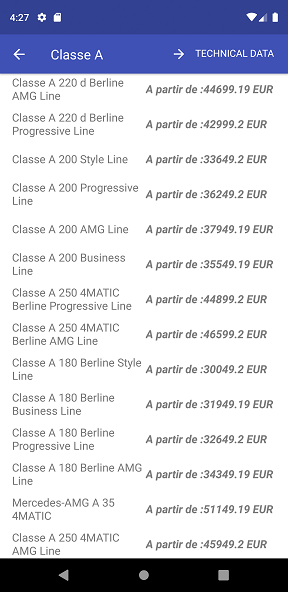 4:27
Classe A
TECHNICAL DATA
Classe A 220 d Berline
AMG Line
A partir de :44699.19 EUR
Classe A 220 d Berline
Progressive Line
A partir de :42999.2 EUR
Classe A 200 Style Line
A partir de :33649.2 EUR
Classe A 200 Progressive
Line
A partir de :36249.2 EUR
Classe A 200 AMG Line
A partir de :37949.19 EUR
Classe A 200 Business
Line
A partir de :35549.19 EUR
Classe A 250 4MATIC
Berline Progressive Line
A partir de :44899.2 EUR
Classe A 250 4MATIC
Berline AMG Line
A partir de :46599.2 EUR
Classe A 180 Berline Style
Line
A partir de :30049.2 EUR
Classe A 180 Berline
Business Line
A partir de :31949.19 EUR
Classe A 180 Berline
Progressive Line
A partir de :32649.2 EUR
Classe A 180 Berline AMG
Line
A partir de :34349.19 EUR
Mercedes-AMG A 35
4MATIC
A partir de :51149.19 EUR
Classe A 250 4MATIC
AMG Line
A partir de :45949.2 EUR